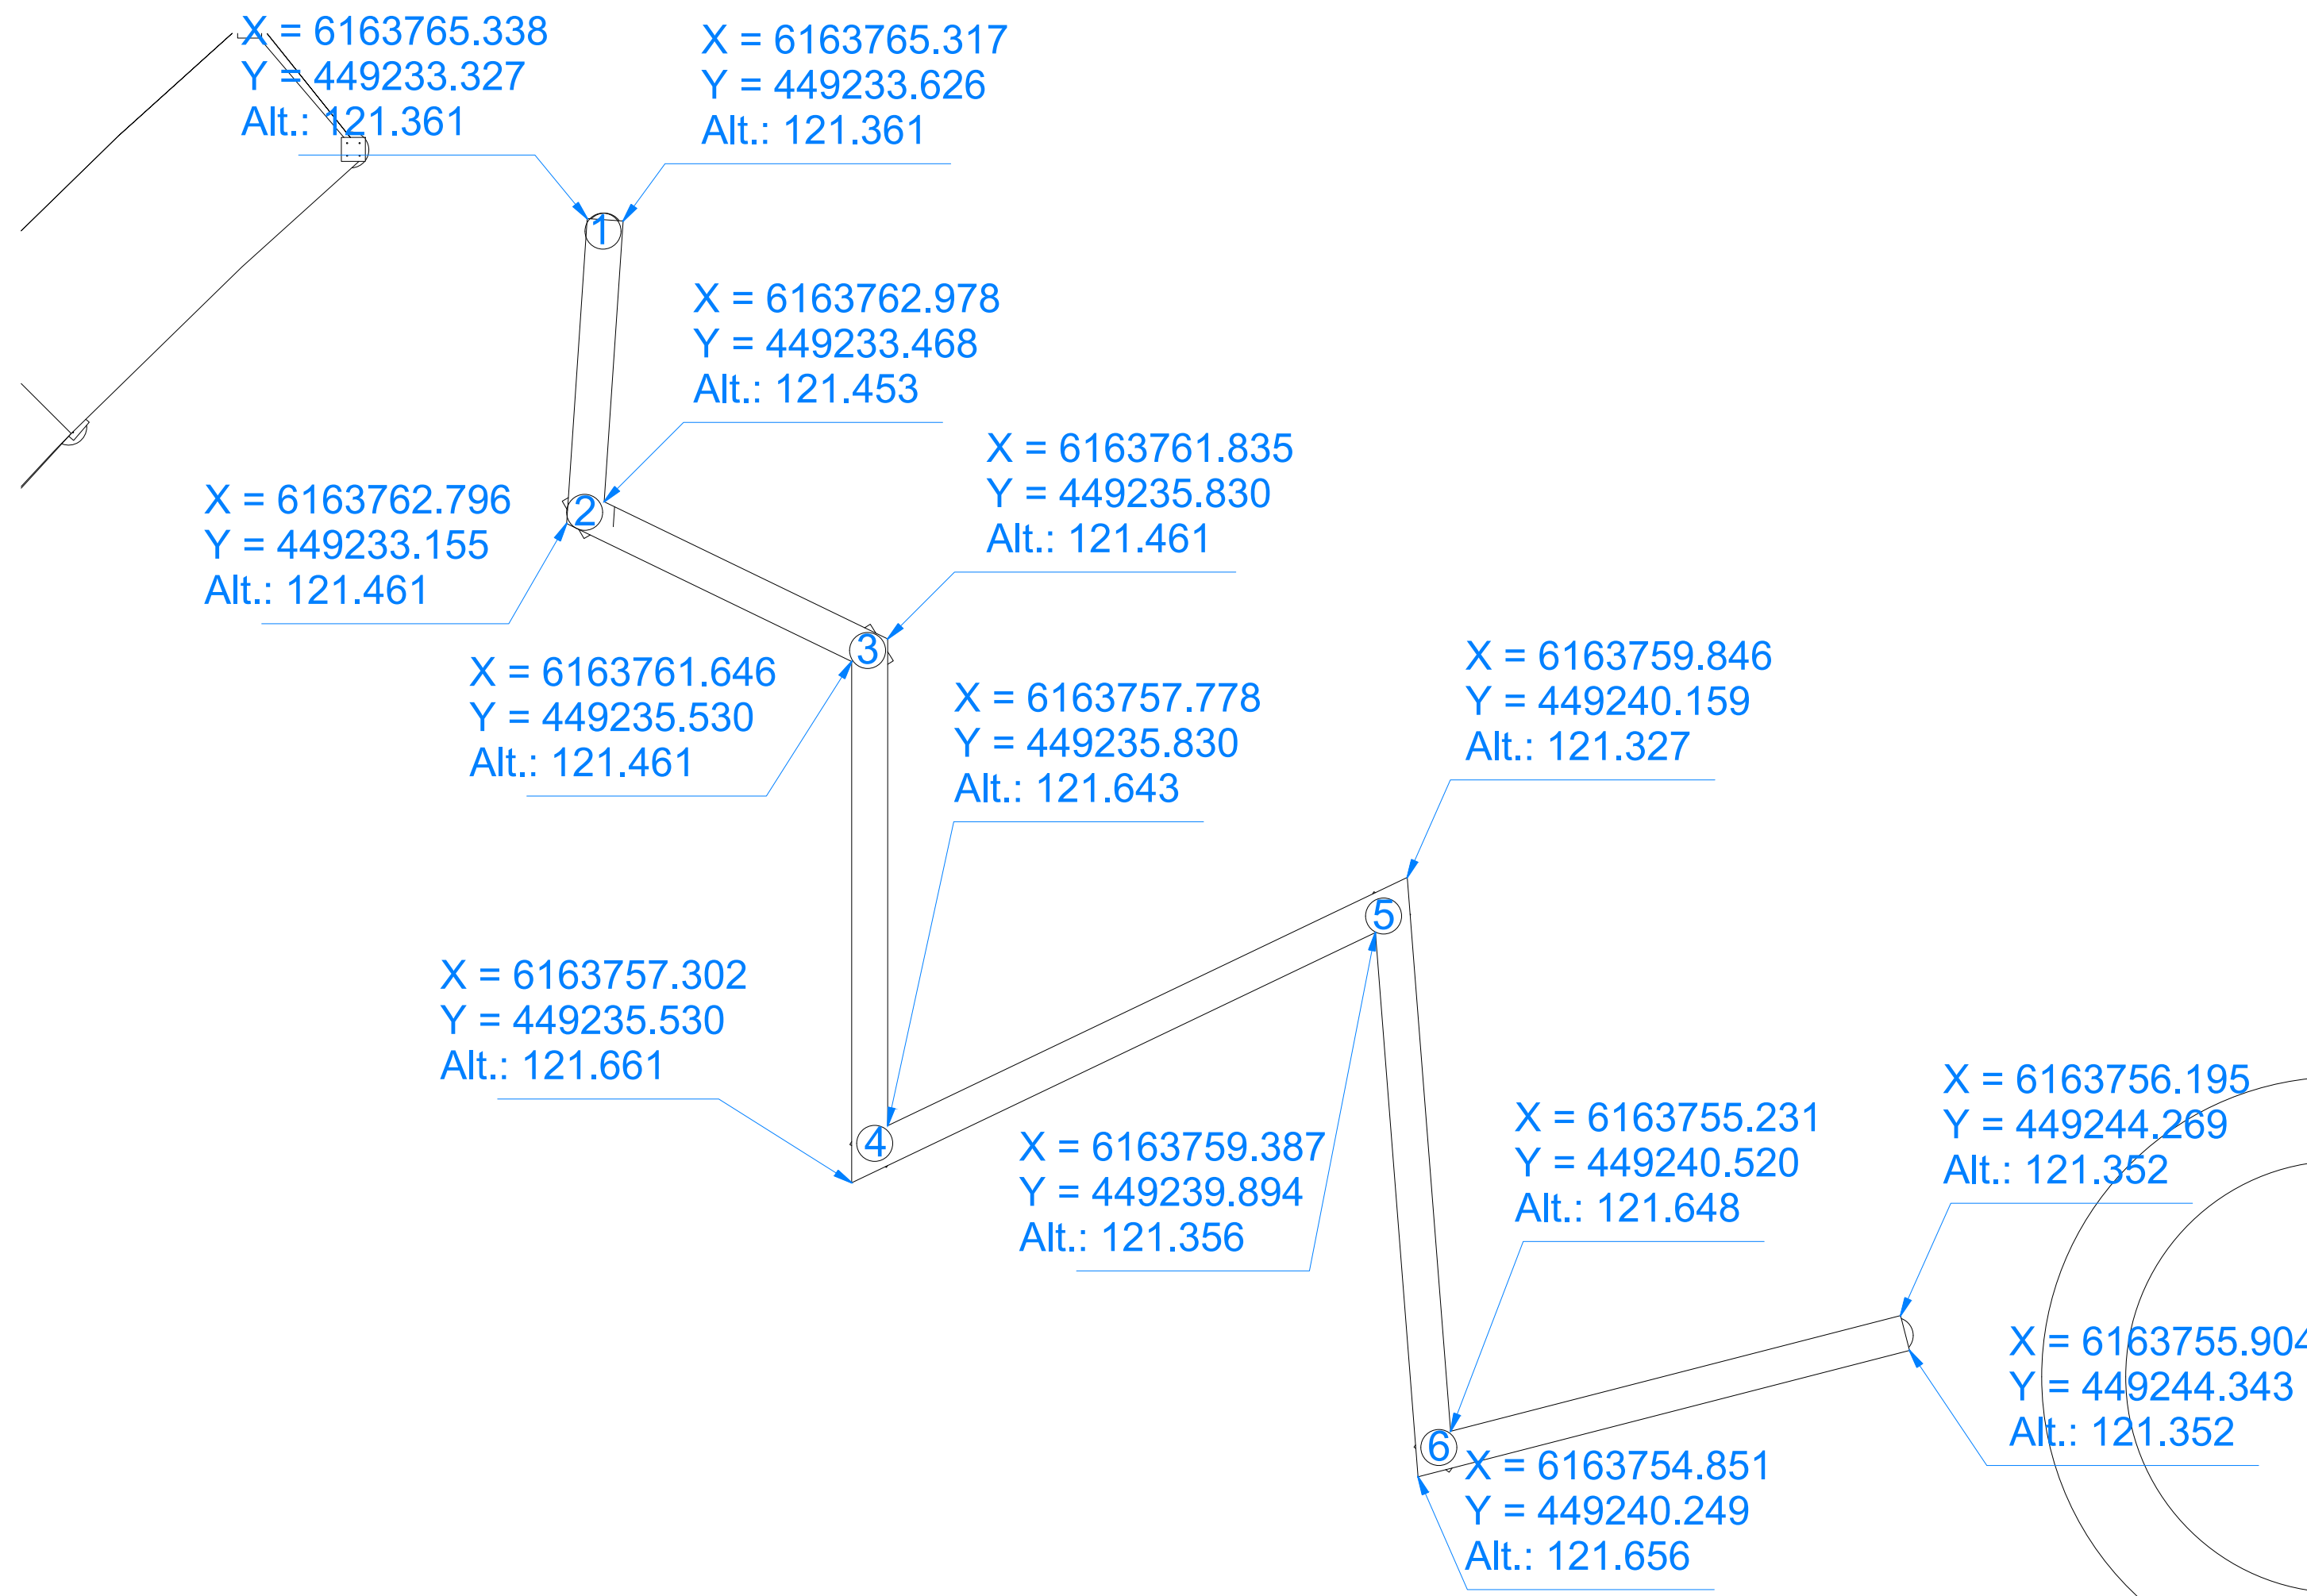 X = 6163765.338
Y = 449233.327
Alt.: 121.361
X = 6163765.317
Y = 449233.626
Alt.: 121.361
1
X = 6163762.978
Y = 449233.468
Alt.: 121.453
X = 6163761.835
Y = 449235.830
Alt.: 121.461
X = 6163762.796
Y = 449233.155
Alt.: 121.461
2
3
X = 6163761.646
Y = 449235.530
Alt.: 121.461
X = 6163757.778
Y = 449235.830
Alt.: 121.643
X = 6163759.846
Y = 449240.159
Alt.: 121.327
5
X = 6163757.302
Y = 449235.530
Alt.: 121.661
4
X = 6163759.387
Y = 449239.894
Alt.: 121.356
X = 6163755.231
Y = 449240.520
Alt.: 121.648
X = 6163756.195
Y = 449244.269
Alt.: 121.352
X = 6163755.904
Y = 449244.343
Alt.: 121.352
6
X = 6163754.851
Y = 449240.249
Alt.: 121.656